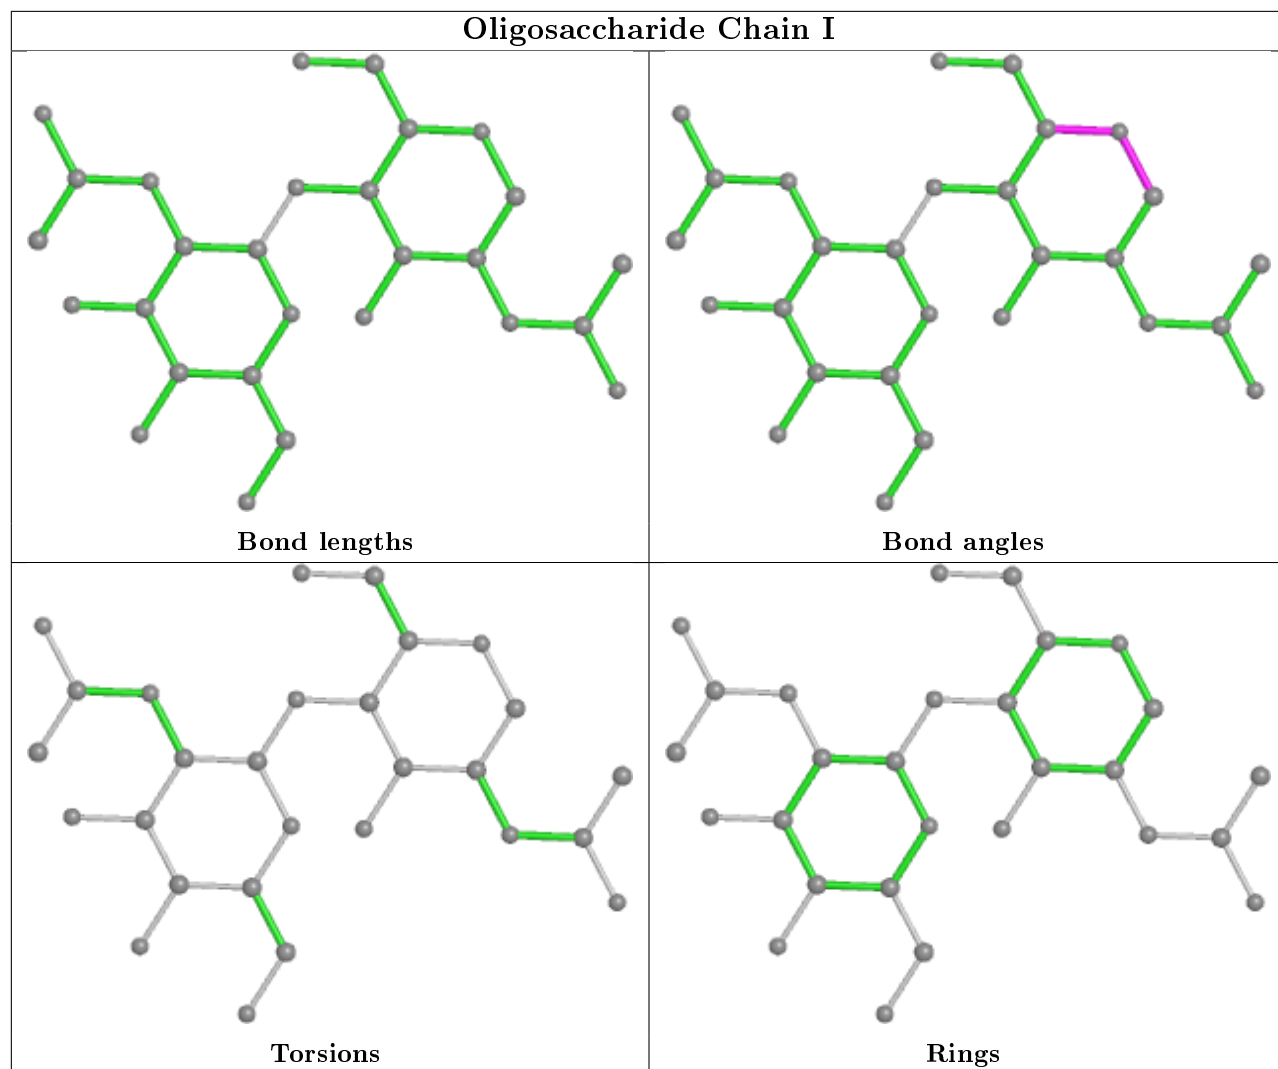 Oligosaccharide Chain I
Bond lengths
Bond angles
Torsions
Rings